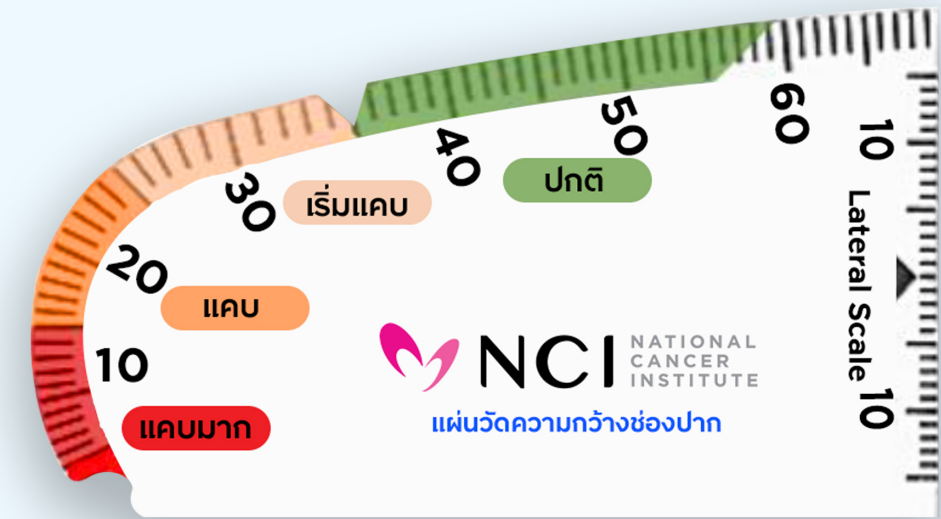 60
50
10
40
ปกติ
30
เริ่มแคบ
Lateral Scale
20
แคบ
NCI NATIONAL
CANCER
INSTITUTE
10
10
แผ่นวัดความกว้างช่องปาก
แคบมาก